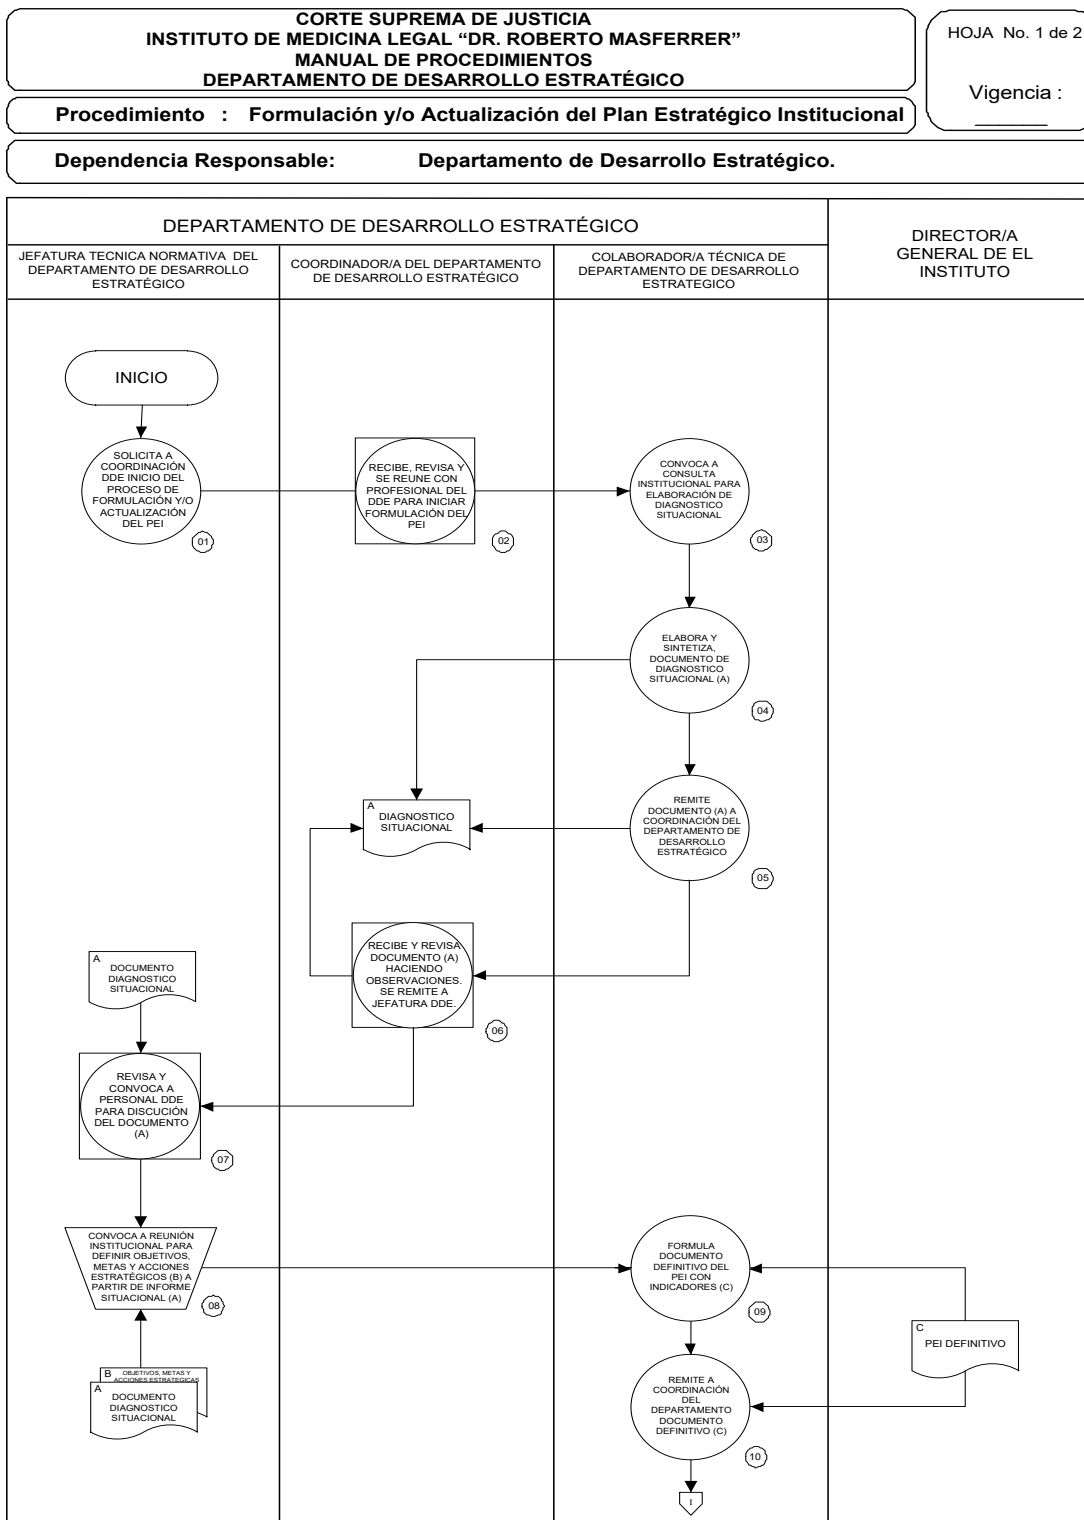 CORTE SUPREMA DE JUSTICIA
INSTITUTO DE MEDICINA LEGAL “DR. ROBERTO MASFERRER”
MANUAL DE PROCEDIMIENTOS
DEPARTAMENTO DE DESARROLLO ESTRATÉGICO
HOJA No. 1 de 2
Vigencia :
______
Procedimiento : Formulación y/o Actualización del Plan Estratégico Institucional
Dependencia Responsable: Departamento de Desarrollo Estratégico.
DEPARTAMENTO DE DESARROLLO ESTRATÉGICO
JEFATURA TECNICA NORMATIVA DEL
DEPARTAMENTO DE DESARROLLO
ESTRATÉGICO
COORDINADOR/A DEL DEPARTAMENTO
DE DESARROLLO ESTRATÉGICO
COLABORADOR/A TÉCNICA DE
DEPARTAMENTO DE DESARROLLO
ESTRATEGICO
DIRECTOR/A
GENERAL DE EL
INSTITUTO
INICIO
SOLICITA A
COORDINACIÓN
DDE INICIO DEL
PROCESO DE
FORMULACIÓN Y/O
ACTUALIZACIÓN
DEL PEI
01
RECIBE, REVISA Y
SE REUNE CON
PROFESIONAL DEL
DDE PARA INICIAR
FORMULACIÓN DEL
PEI
02
CONVOCA A
CONSULTA
INSTITUCIONAL PARA
ELABORACIÓN DE
DIAGNOSTICO
SITUACIONAL
03
ELABORA Y
SINTETIZA,
DOCUMENTO DE
DIAGNOSTICO
SITUACIONAL (A)
04
A
DIAGNOSTICO
SITUACIONAL
REMITE
DOCUMENTO (A) A
COORDINACIÓN DEL
DEPARTAMENTO DE
DESARROLLO
ESTRATÉGICO
05
RECIBE Y REVISA
DOCUMENTO (A)
HACIENDO
OBSERVACIONES.
SE REMITE A
JEFATURA DDE.
06
A
DOCUMENTO
DIAGNOSTICO
SITUACIONAL
REVISA Y
CONVOCA A
PERSONAL DDE
PARA DISCUCIÓN
DEL DOCUMENTO
(A)
07
CONVOCA A REUNIÓN
INSTITUCIONAL PARA
DEFINIR OBJETIVOS,
METAS Y ACCIONES
ESTRATÉGICOS (B) A
PARTIR DE INFORME
SITUACIONAL (A)
08
FORMULA
DOCUMENTO
DEFINITIVO DEL
PEI CON
INDICADORES (C)
09
C
PEI DEFINITIVO
B
OBJETIVOS, METAS Y
ACCIONES ESTRATEGICAS
A
DOCUMENTO
DIAGNOSTICO
SITUACIONAL
REMITE A
COORDINACIÓN
DEL
DEPARTAMENTO
DOCUMENTO
DEFINITIVO (C)
10
I